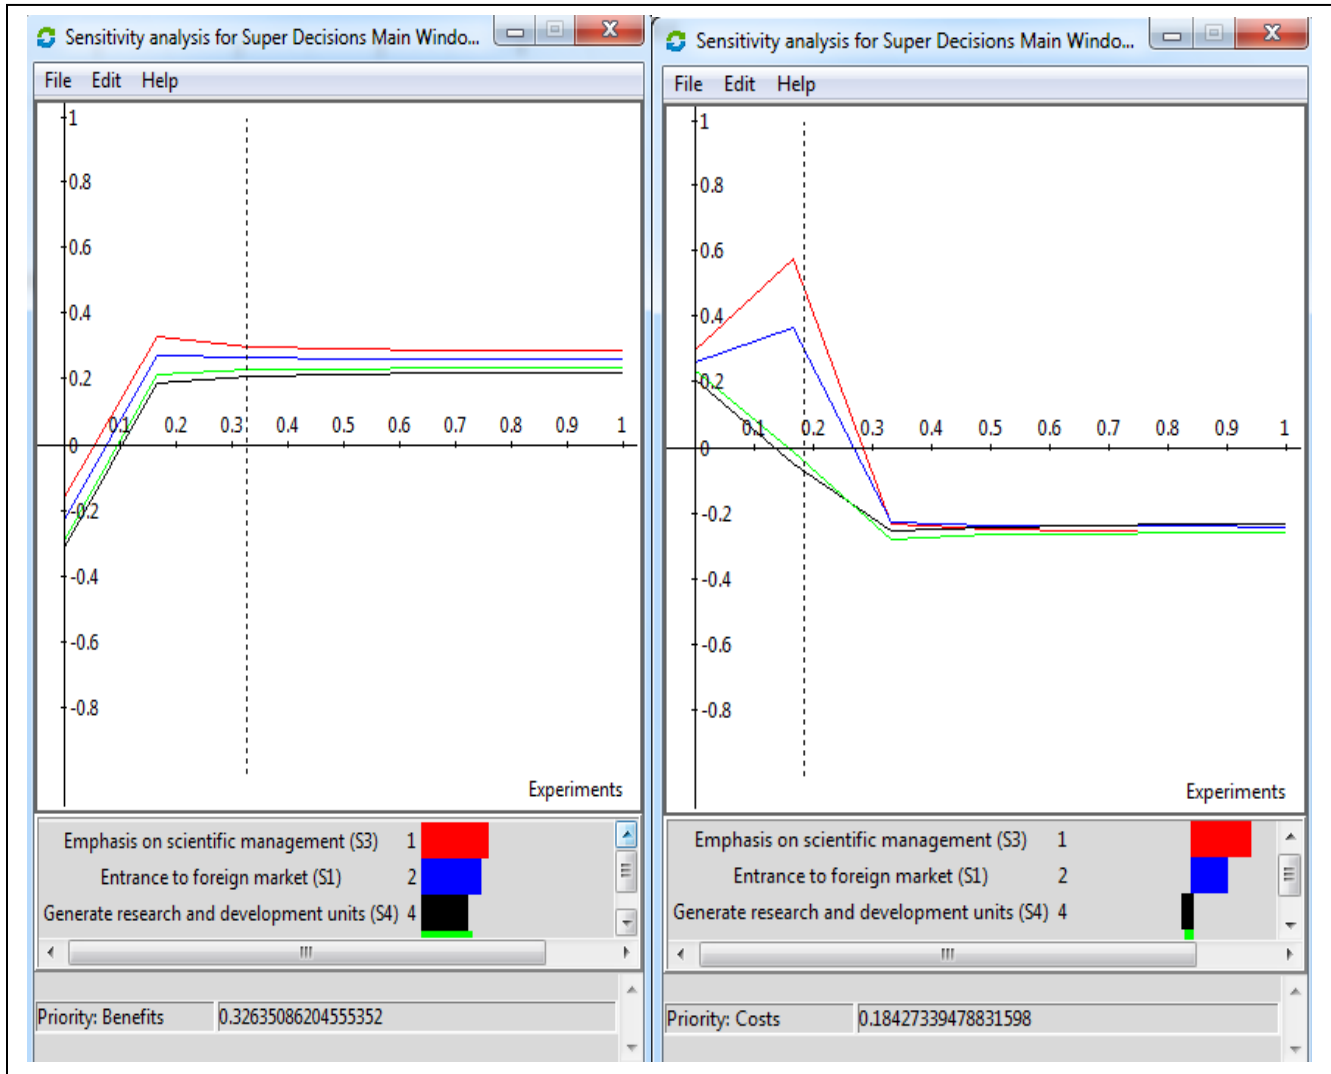 Sensitivity analysis for Super Decisions Main Windo...
File Edit Help
1
0.8
0.6
0.4
0.2
0.1 0.2 0.3 0.4 0.5 0.6 0.7 0.8 0.9 1
0
-0.2
-0.4
-0.6
-0.8
Experiments
Emphasis on scientific management (S3) 1
Entrance to foreign market (S1) 2
Generate research and development units (S4) 4
Priority: Benefits 0.32635086204555352
Sensitivity analysis for Super Decisions Main Windo...
File Edit Help
1
0.8
0.6
0.4
0.2
0.1 0.2 0.3 0.4 0.5 0.6 0.7 0.8 0.9 1
0
-0.2
-0.4
-0.6
-0.8
Experiments
Emphasis on scientific management (S3) 1
Entrance to foreign market (S1) 2
Generate research and development units (S4) 4
Priority: Costs 0.18427339478831598